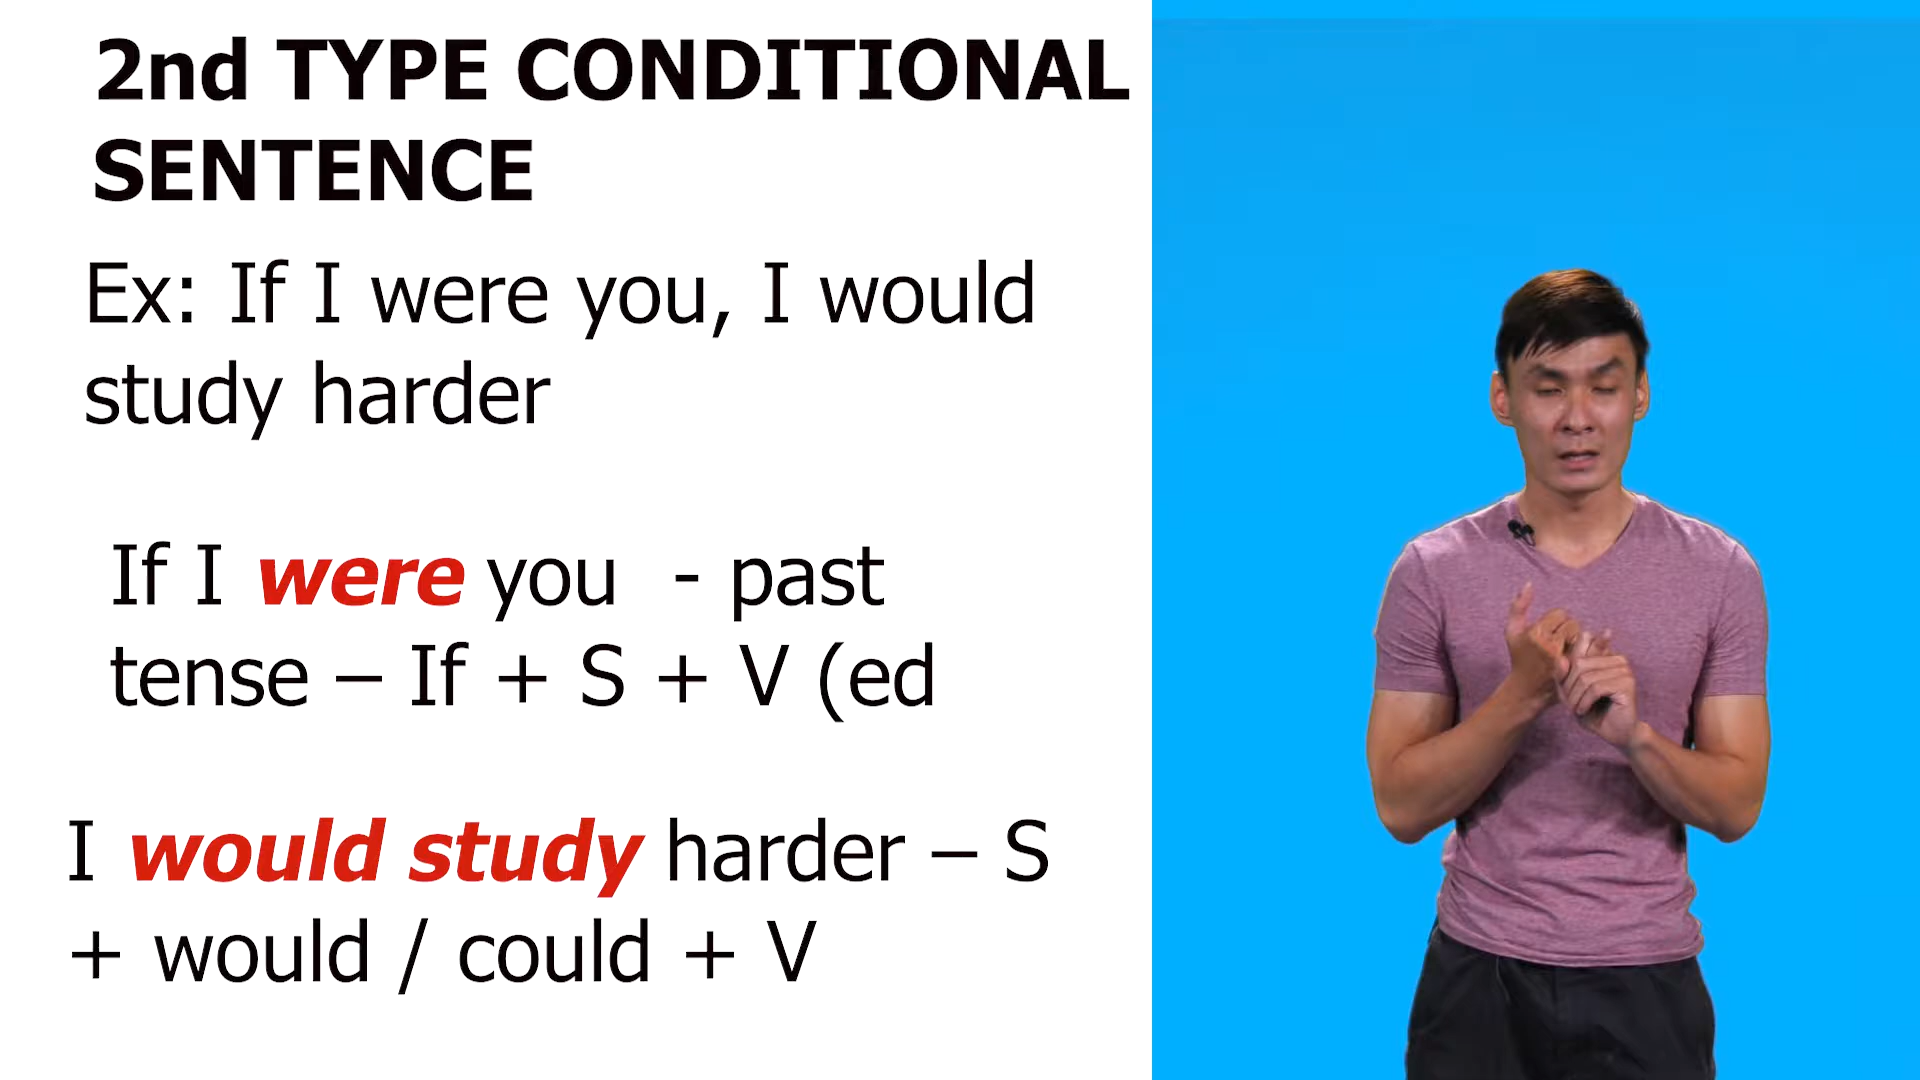 2nd TYPE CONDITIONAL
SENTENCE
Ex: If I were you, I would
study harder
If I were you - past
tense – If + S + V (ed
I would study harder – S
+ would / could + V